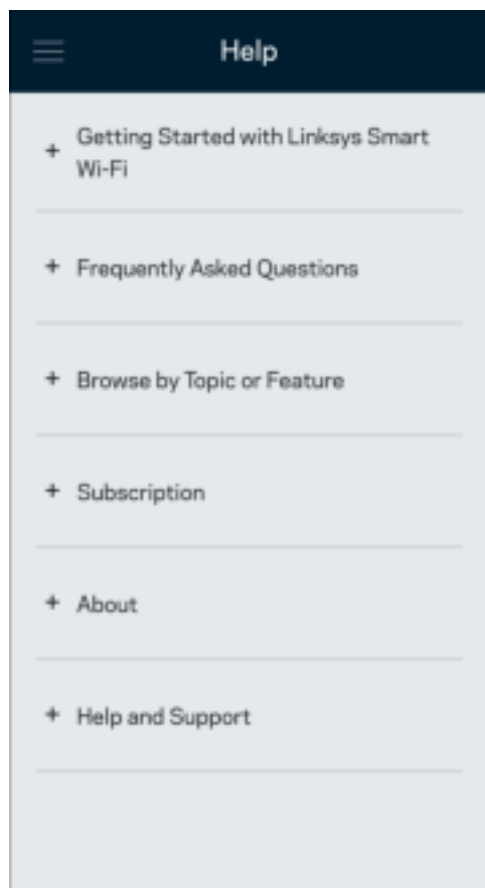 Help
+ Getting Started with Linksys Smart
Wi-Fi
+ Frequently Asked Questions
+ Browse by Topic or Feature
+ Subscription
+ About
+ Help and Support